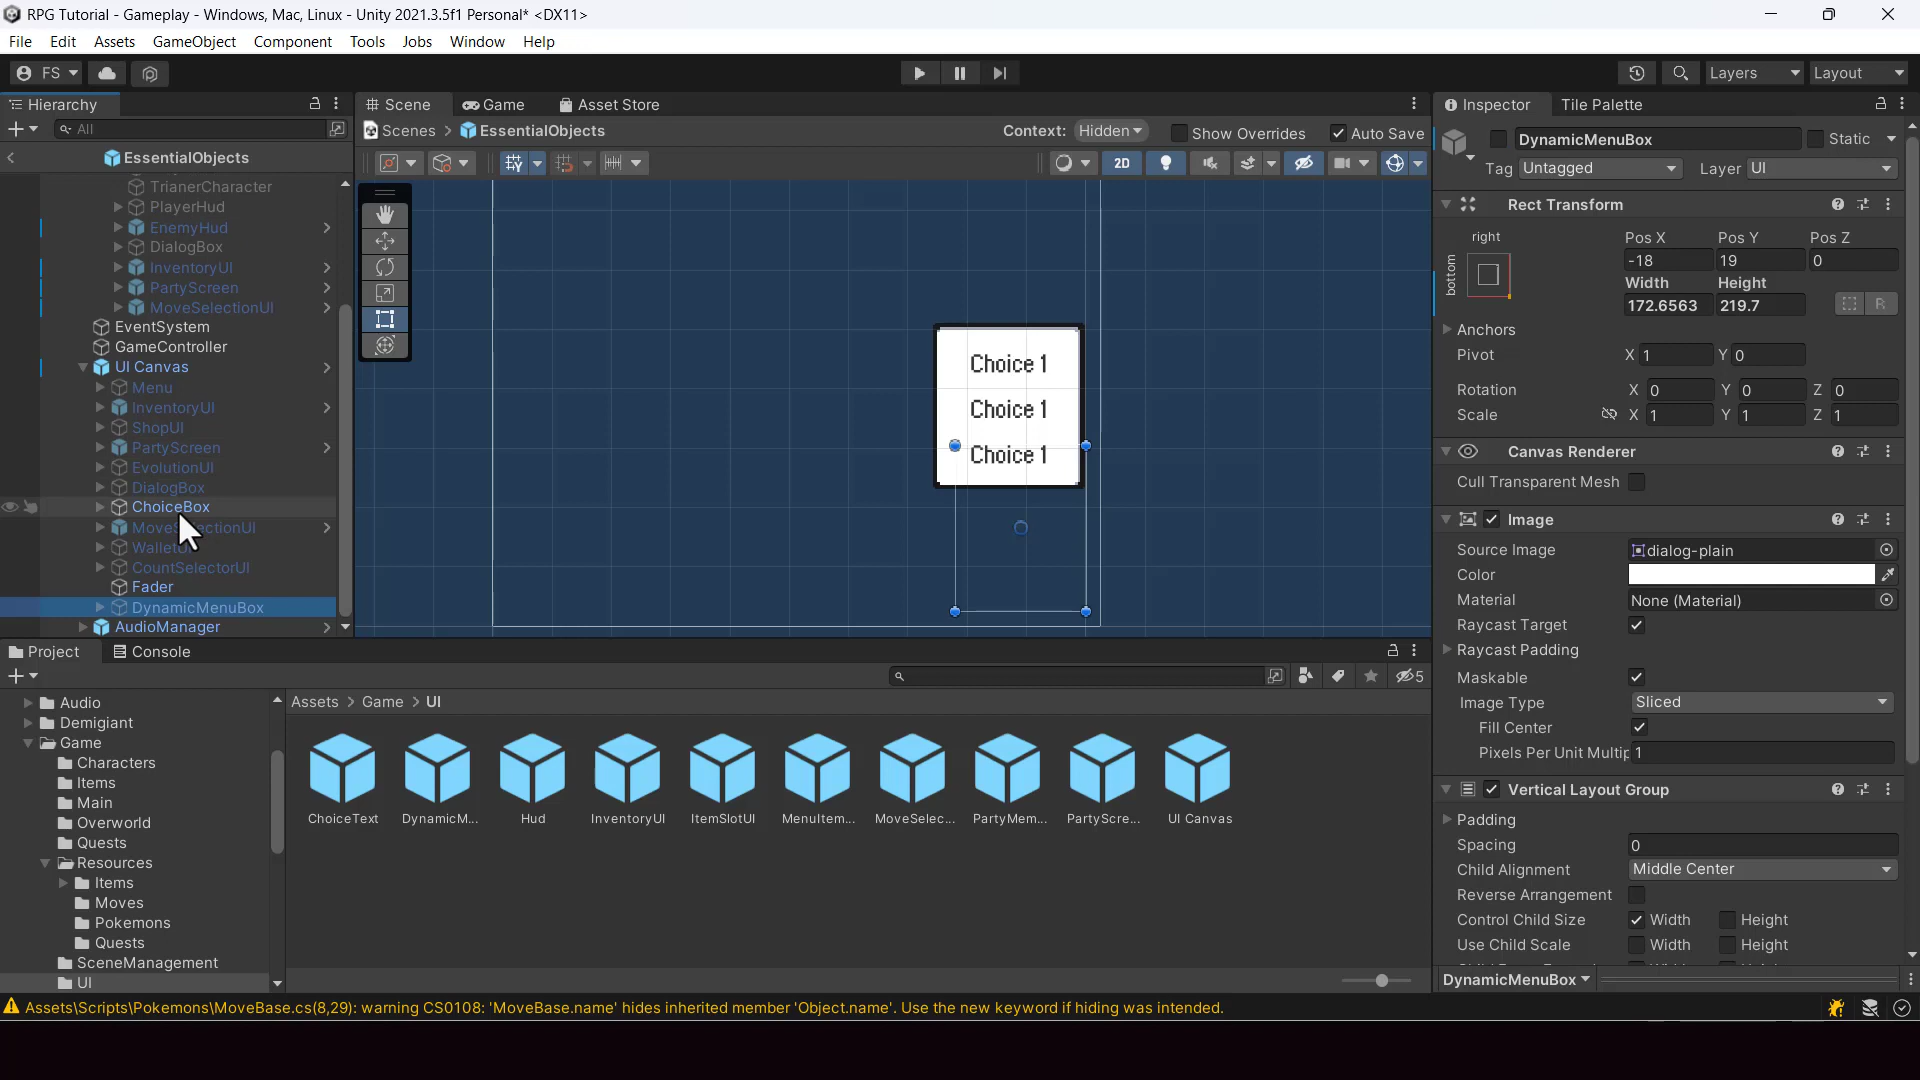 RPG Tutorial - Gameplay - Windows, Mac, Linux - Unity 2021.3.5f1 Personal* <DX11>
File Edit Assets GameObject Component Tools Jobs Window Help
FS Layers Layout
Hierarchy
All
EssentialObjects
TrianerCharacter
PlayerHud
EnemyHud
DialogBox
InventoryUI
PartyScreen
MoveSelectionUI
EventSystem
GameController
UI Canvas
Menu
InventoryUI
ShopUI
PartyScreen
EvolutionUI
DialogBox
ChoiceBox
WalletUI
CountSelectorUI
Fader
DynamicMenuBox
AudioManager
Scene Game Asset Store
Scenes > EssentialObjects
Context: Hidden Show Overrides Auto Save
2D
Choice 1
Choice 1
Choice 1
Inspector Tile Palette
DynamicMenuBox Static
Tag Untagged Layer UI
Rect Transform
right
bottom
Pos X Pos Y Pos Z
-18 19 0
Width Height
172.6563 219.7 R
Anchors
Pivot X 1 Y 0
Rotation X 0 Y 0 Z 0
Scale X 1 Y 1 Z 1
Canvas Renderer
Cull Transparent Mesh
Image
Source Image dialog-plain
Color
Material None (Material)
Raycast Target
Raycast Padding
Maskable
Image Type Sliced
Fill Center
Pixels Per Unit Multip 1
Vertical Layout Group
Padding
Spacing 0
Child Alignment Middle Center
Reverse Arrangement
Control Child Size Width Height
Use Child Scale Width Height
DynamicMenuBox
Project Console
5
Audio
Demigiant
Game
Characters
Items
Main
Overworld
Quests
Resources
Items
Moves
Pokemons
Quests
SceneManagement
UI
Assets > Game > UI
ChoiceText DynamicM... Hud InventoryUI ItemSlotUI MenuItem... MoveSelec... PartyMem... PartyScre... UI Canvas
Assets\Scripts\Pokemons\MoveBase.cs(8,29): warning CS0108: 'MoveBase.name' hides inherited member 'Object.name'. Use the new keyword if hiding was intended.